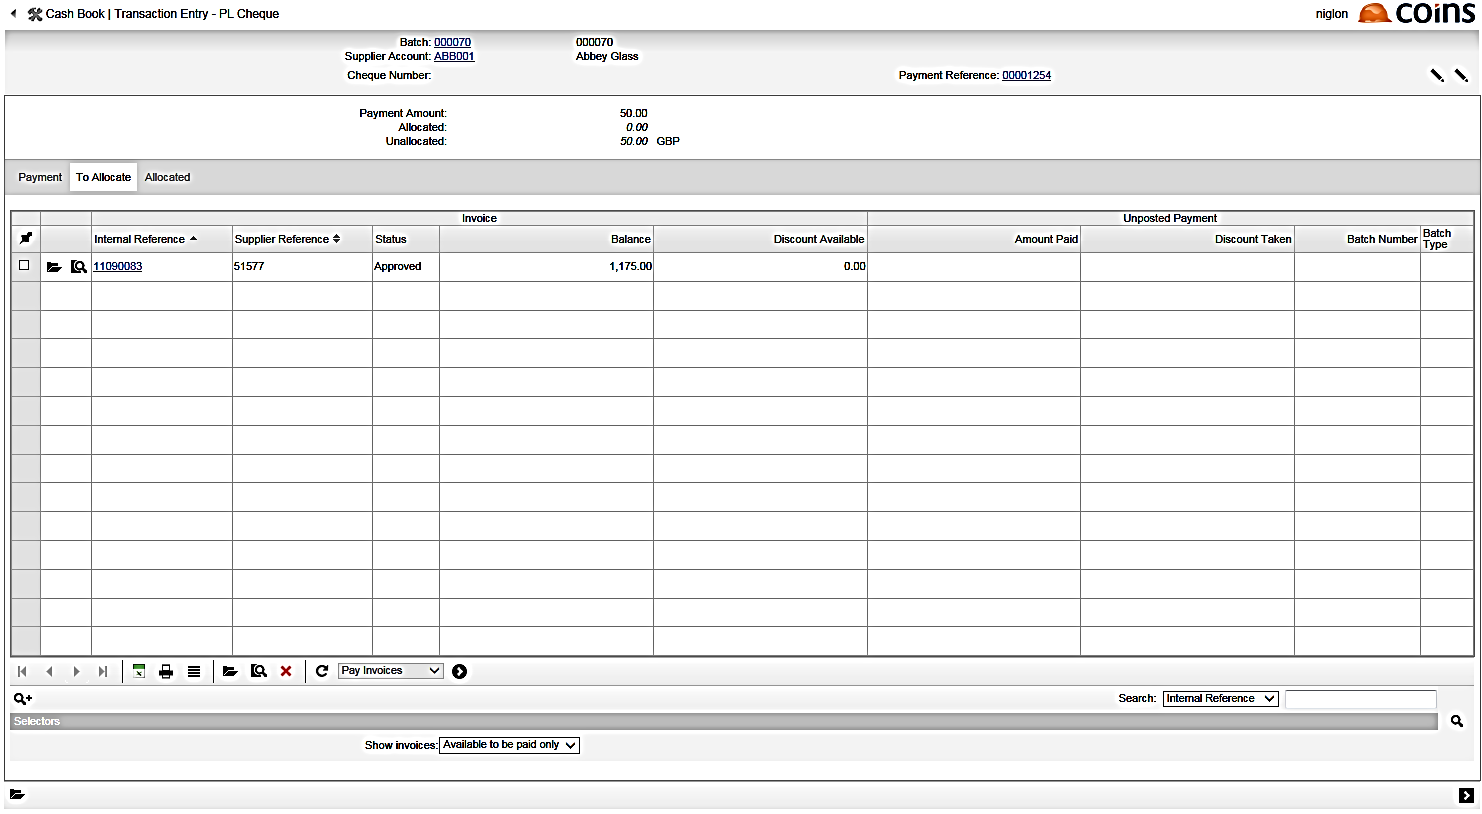 Cash Book | Transaction Entry - PL Cheque
niglon
coins
Batch: 000070 000070
Supplier Account: ABB001 Abbey Glass
Cheque Number:
Payment Reference: 00001254
Payment Amount: 50.00
Allocated: 0.00
Unallocated: 50.00 GBP
Payment To Allocate Allocated
Invoice Unposted Payment
Internal Reference Supplier Reference Status Balance Discount Available Amount Paid Discount Taken Batch Number Batch Type
11090083 51577 Approved 1,175.00 0.00
Pay Invoices
Search: Internal Reference
Selectors
Show invoices: Available to be paid only